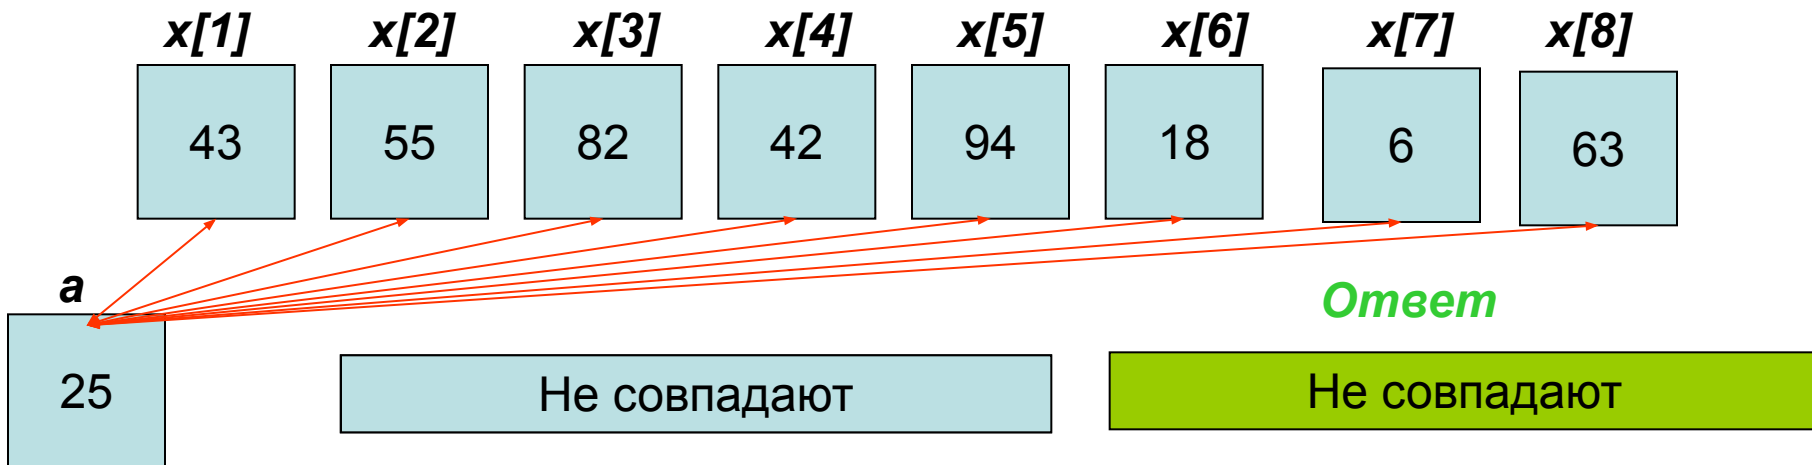 x[1] x[2] x[3] x[4] x[5] x[6] x[7] x[8]
43 55 82 42 94 18 6 63
a
Ответ
25
Не совпадают
Не совпадают